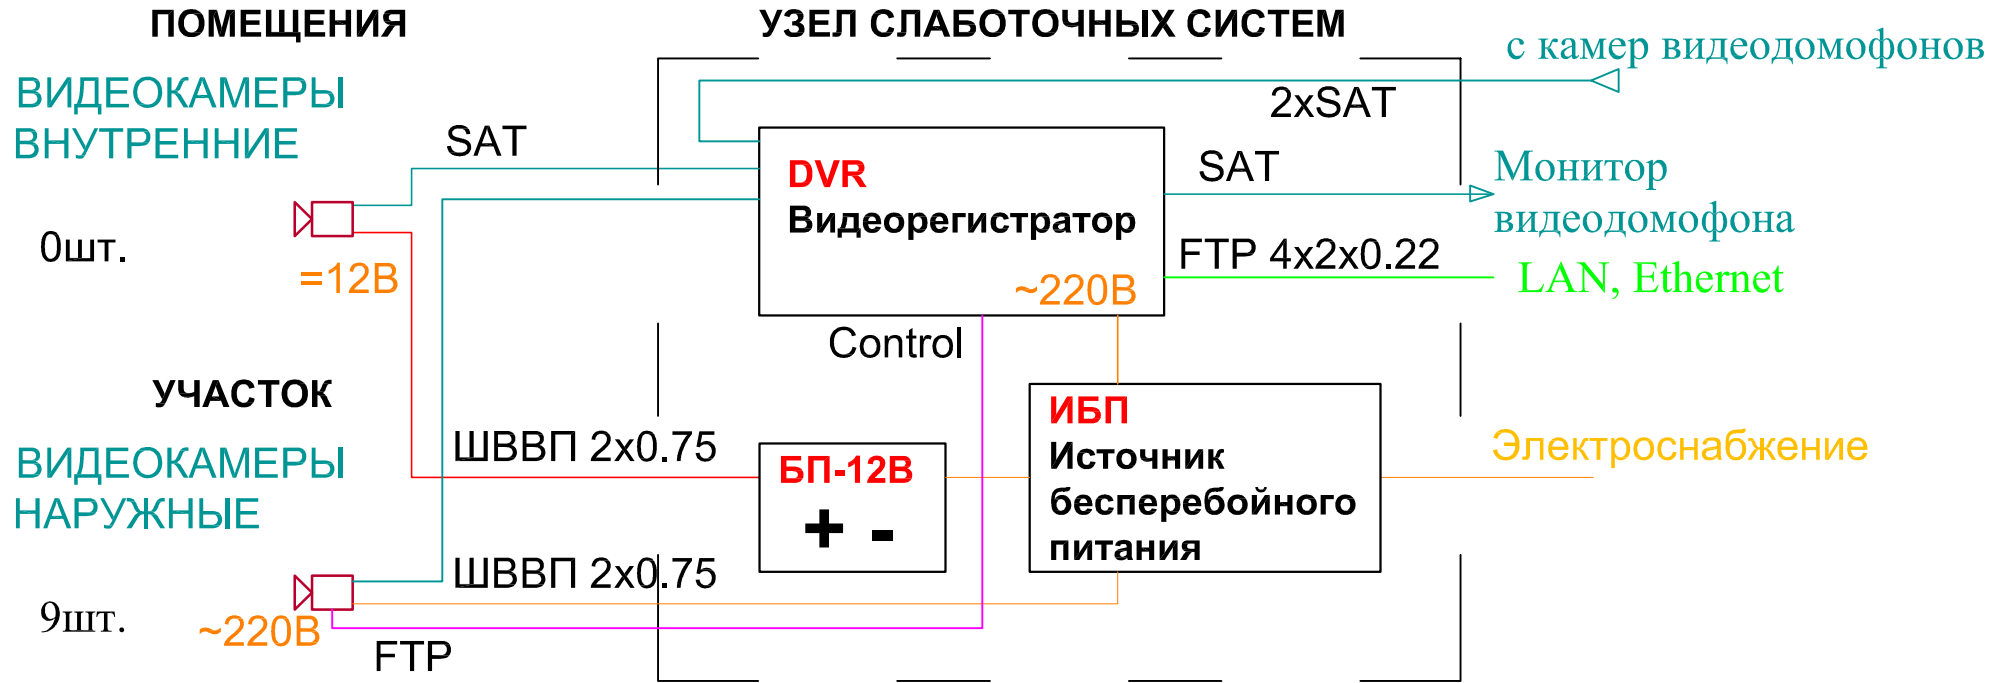 ПОМЕЩЕНИЯ
УЗЕЛ СЛАБОТОЧНЫХ СИСТЕМ
с камер видеодомофонов
ВИДЕОКАМЕРЫ
ВНУТРЕННИЕ
SAT
2xSAT
DVR
Видеорегистратор
~220В
SAT
Монитор
видеодомофона
0шт.
=12В
FTP 4x2x0.22
LAN, Ethernet
Control
УЧАСТОК
ВИДЕОКАМЕРЫ
НАРУЖНЫЕ
ШВВП 2x0.75
БП-12В
+ -
ИБП
Источник
бесперебойного
питания
Электроснабжение
ШВВП 2x0.75
9шт.
~220В
FTP